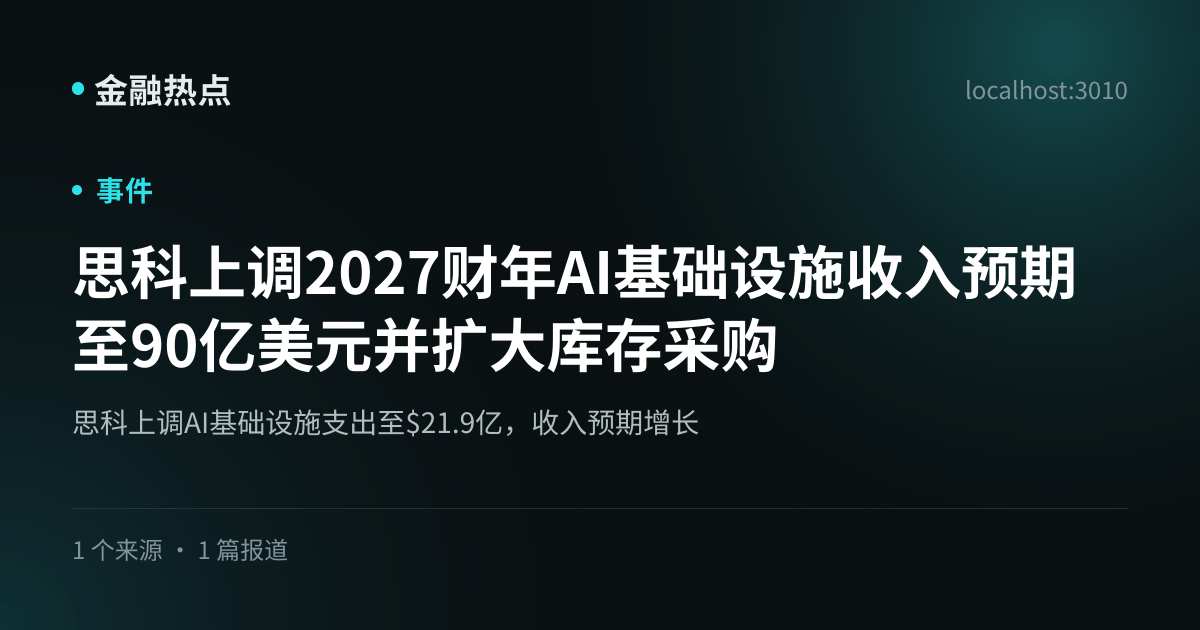 金融热点
localhost:3010
事件
思科上调2027财年AI基础设施收入预期
至90亿美元并扩大库存采购
思科上调AI基础设施支出至$21.9亿，收入预期增长
1 个来源 · 1 篇报道